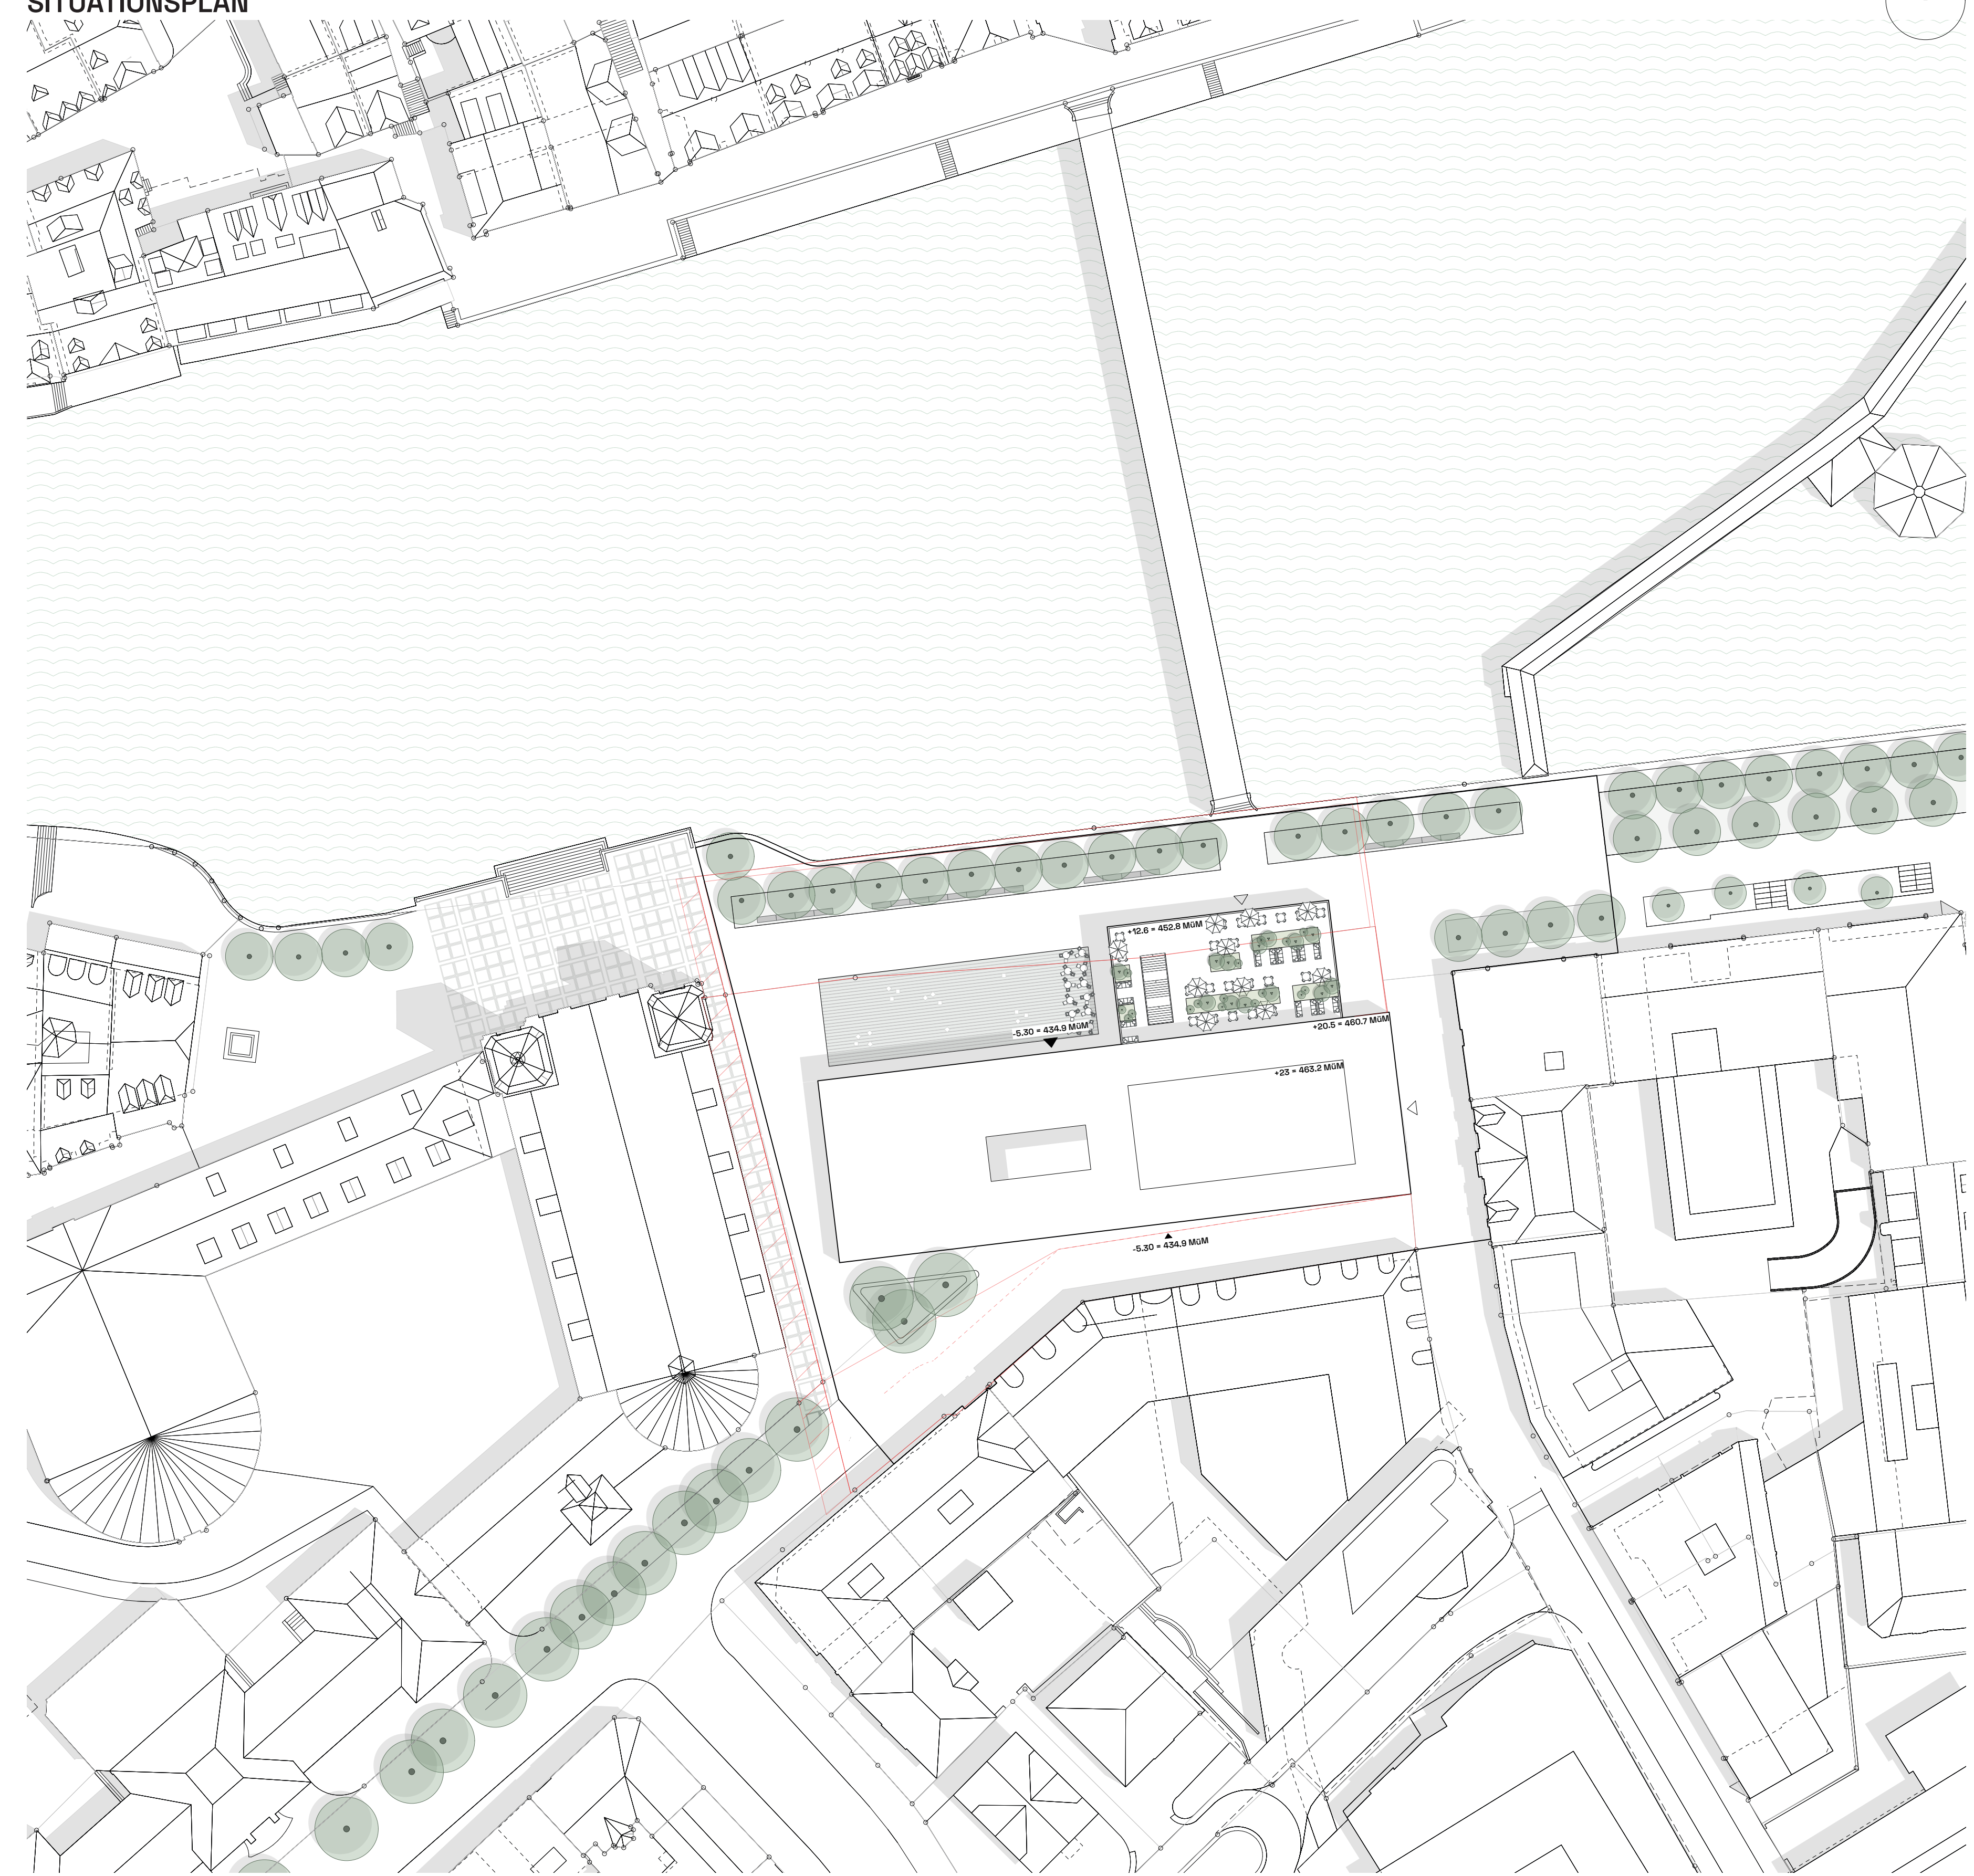 SITUATIONSPLAN
+12.6 = 452.8 MüM
-5.30 = 434.9 MüM
+20.5 = 460.7 MüM
+23 = 463.2 MüM
-5.30 = 434.9 MüM